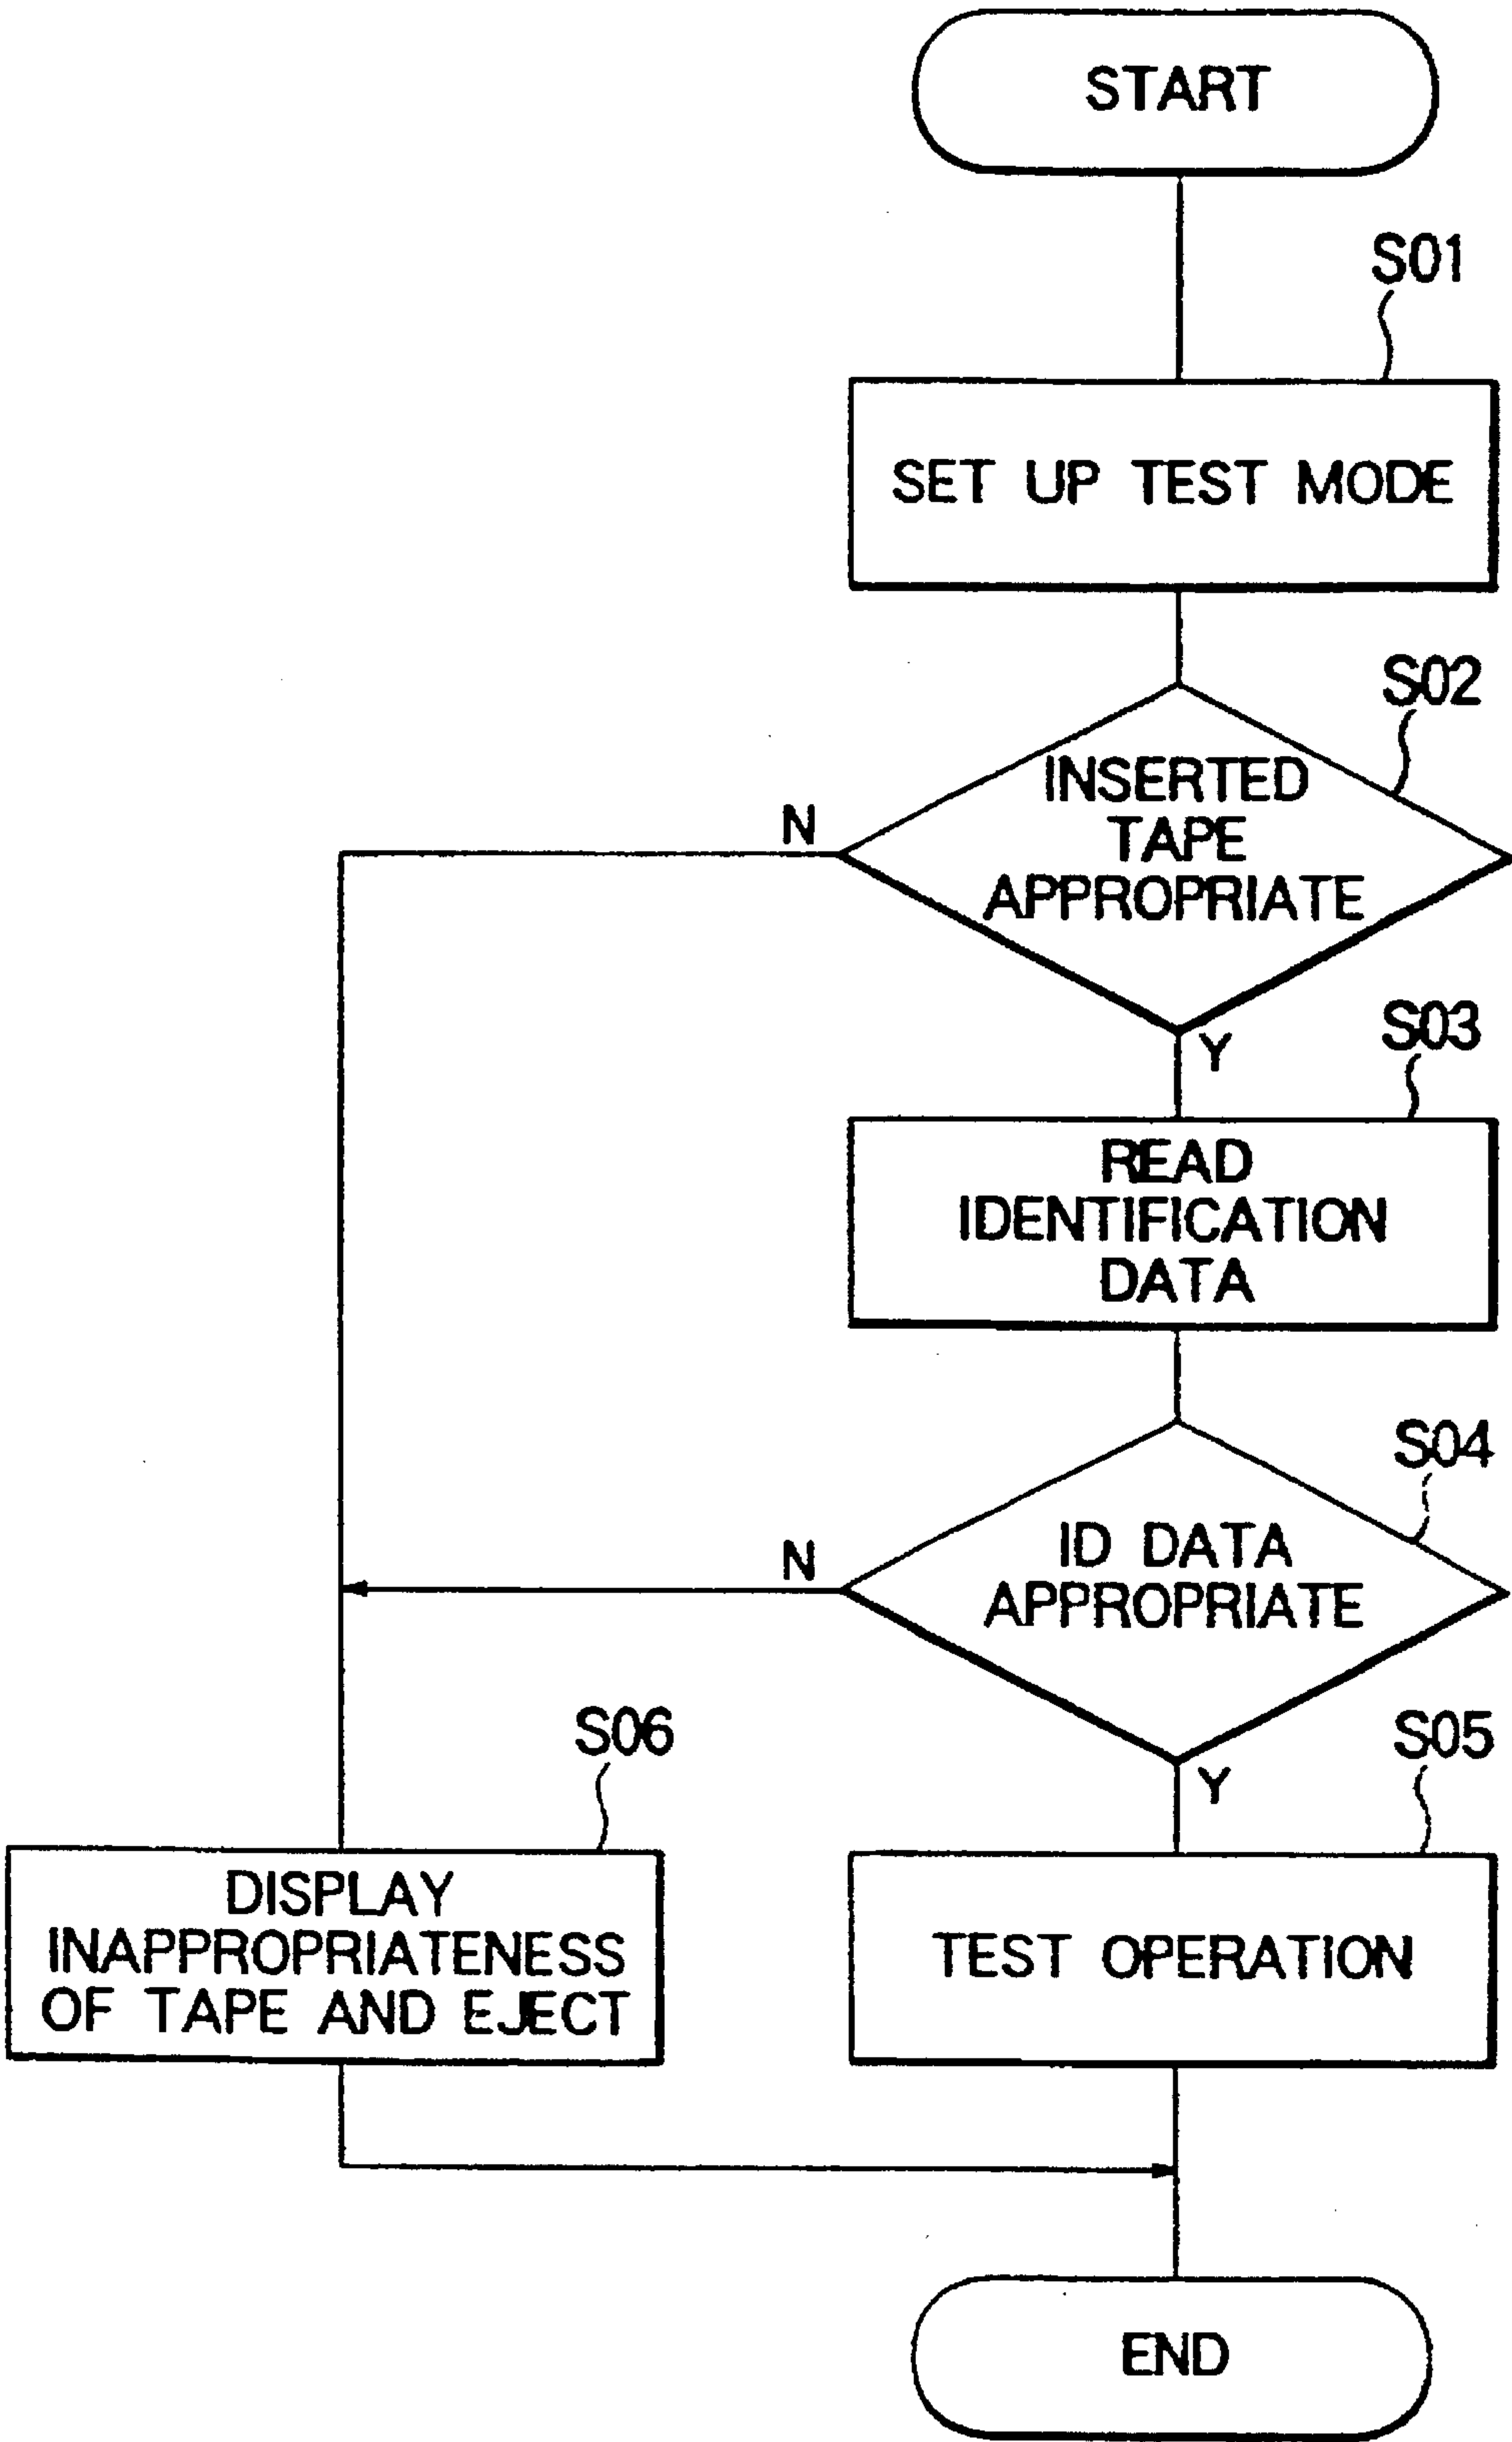 START
S01
SET UP TEST MODE
S02
INSERTED
TAPE
APPROPRIATE
N
Y
S03
READ
IDENTIFICATION
DATA
S04
ID DATA
APPROPRIATE
N
Y
S06
S05
DISPLAY
INAPPROPRIATENESS
OF TAPE AND EJECT
TEST OPERATION
END